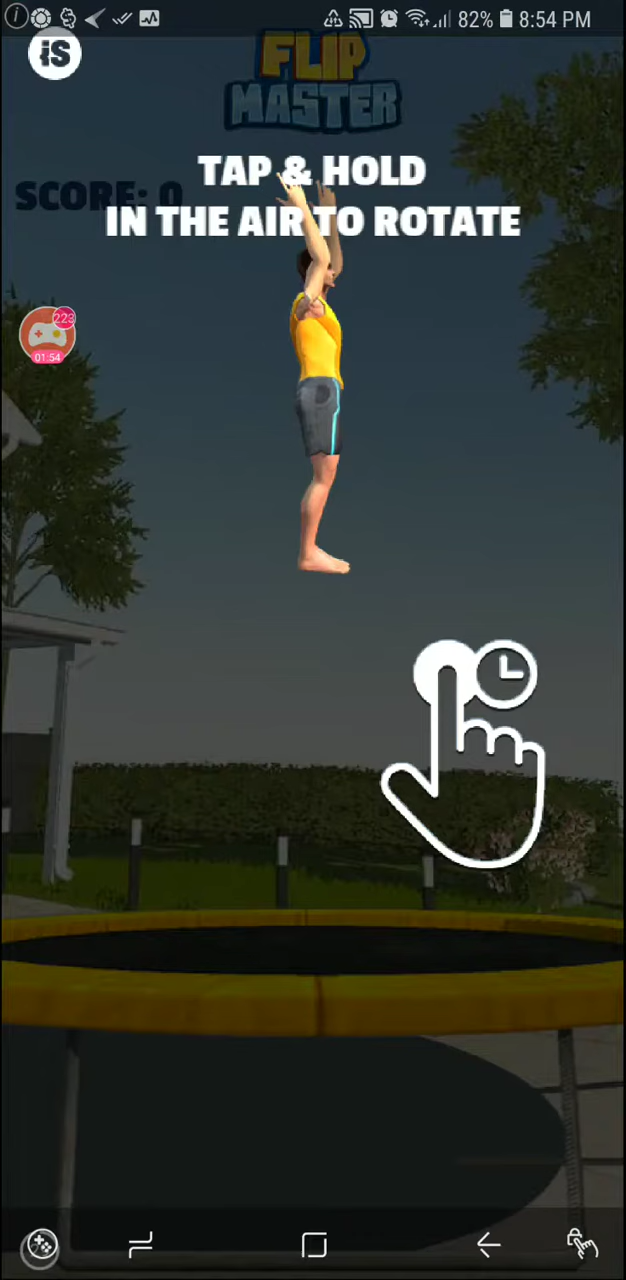 82% 8:54 PM
iS
FLIP
MASTER
TAP & HOLD
SCORE: 0
IN THE AIR TO ROTATE
223
01:54